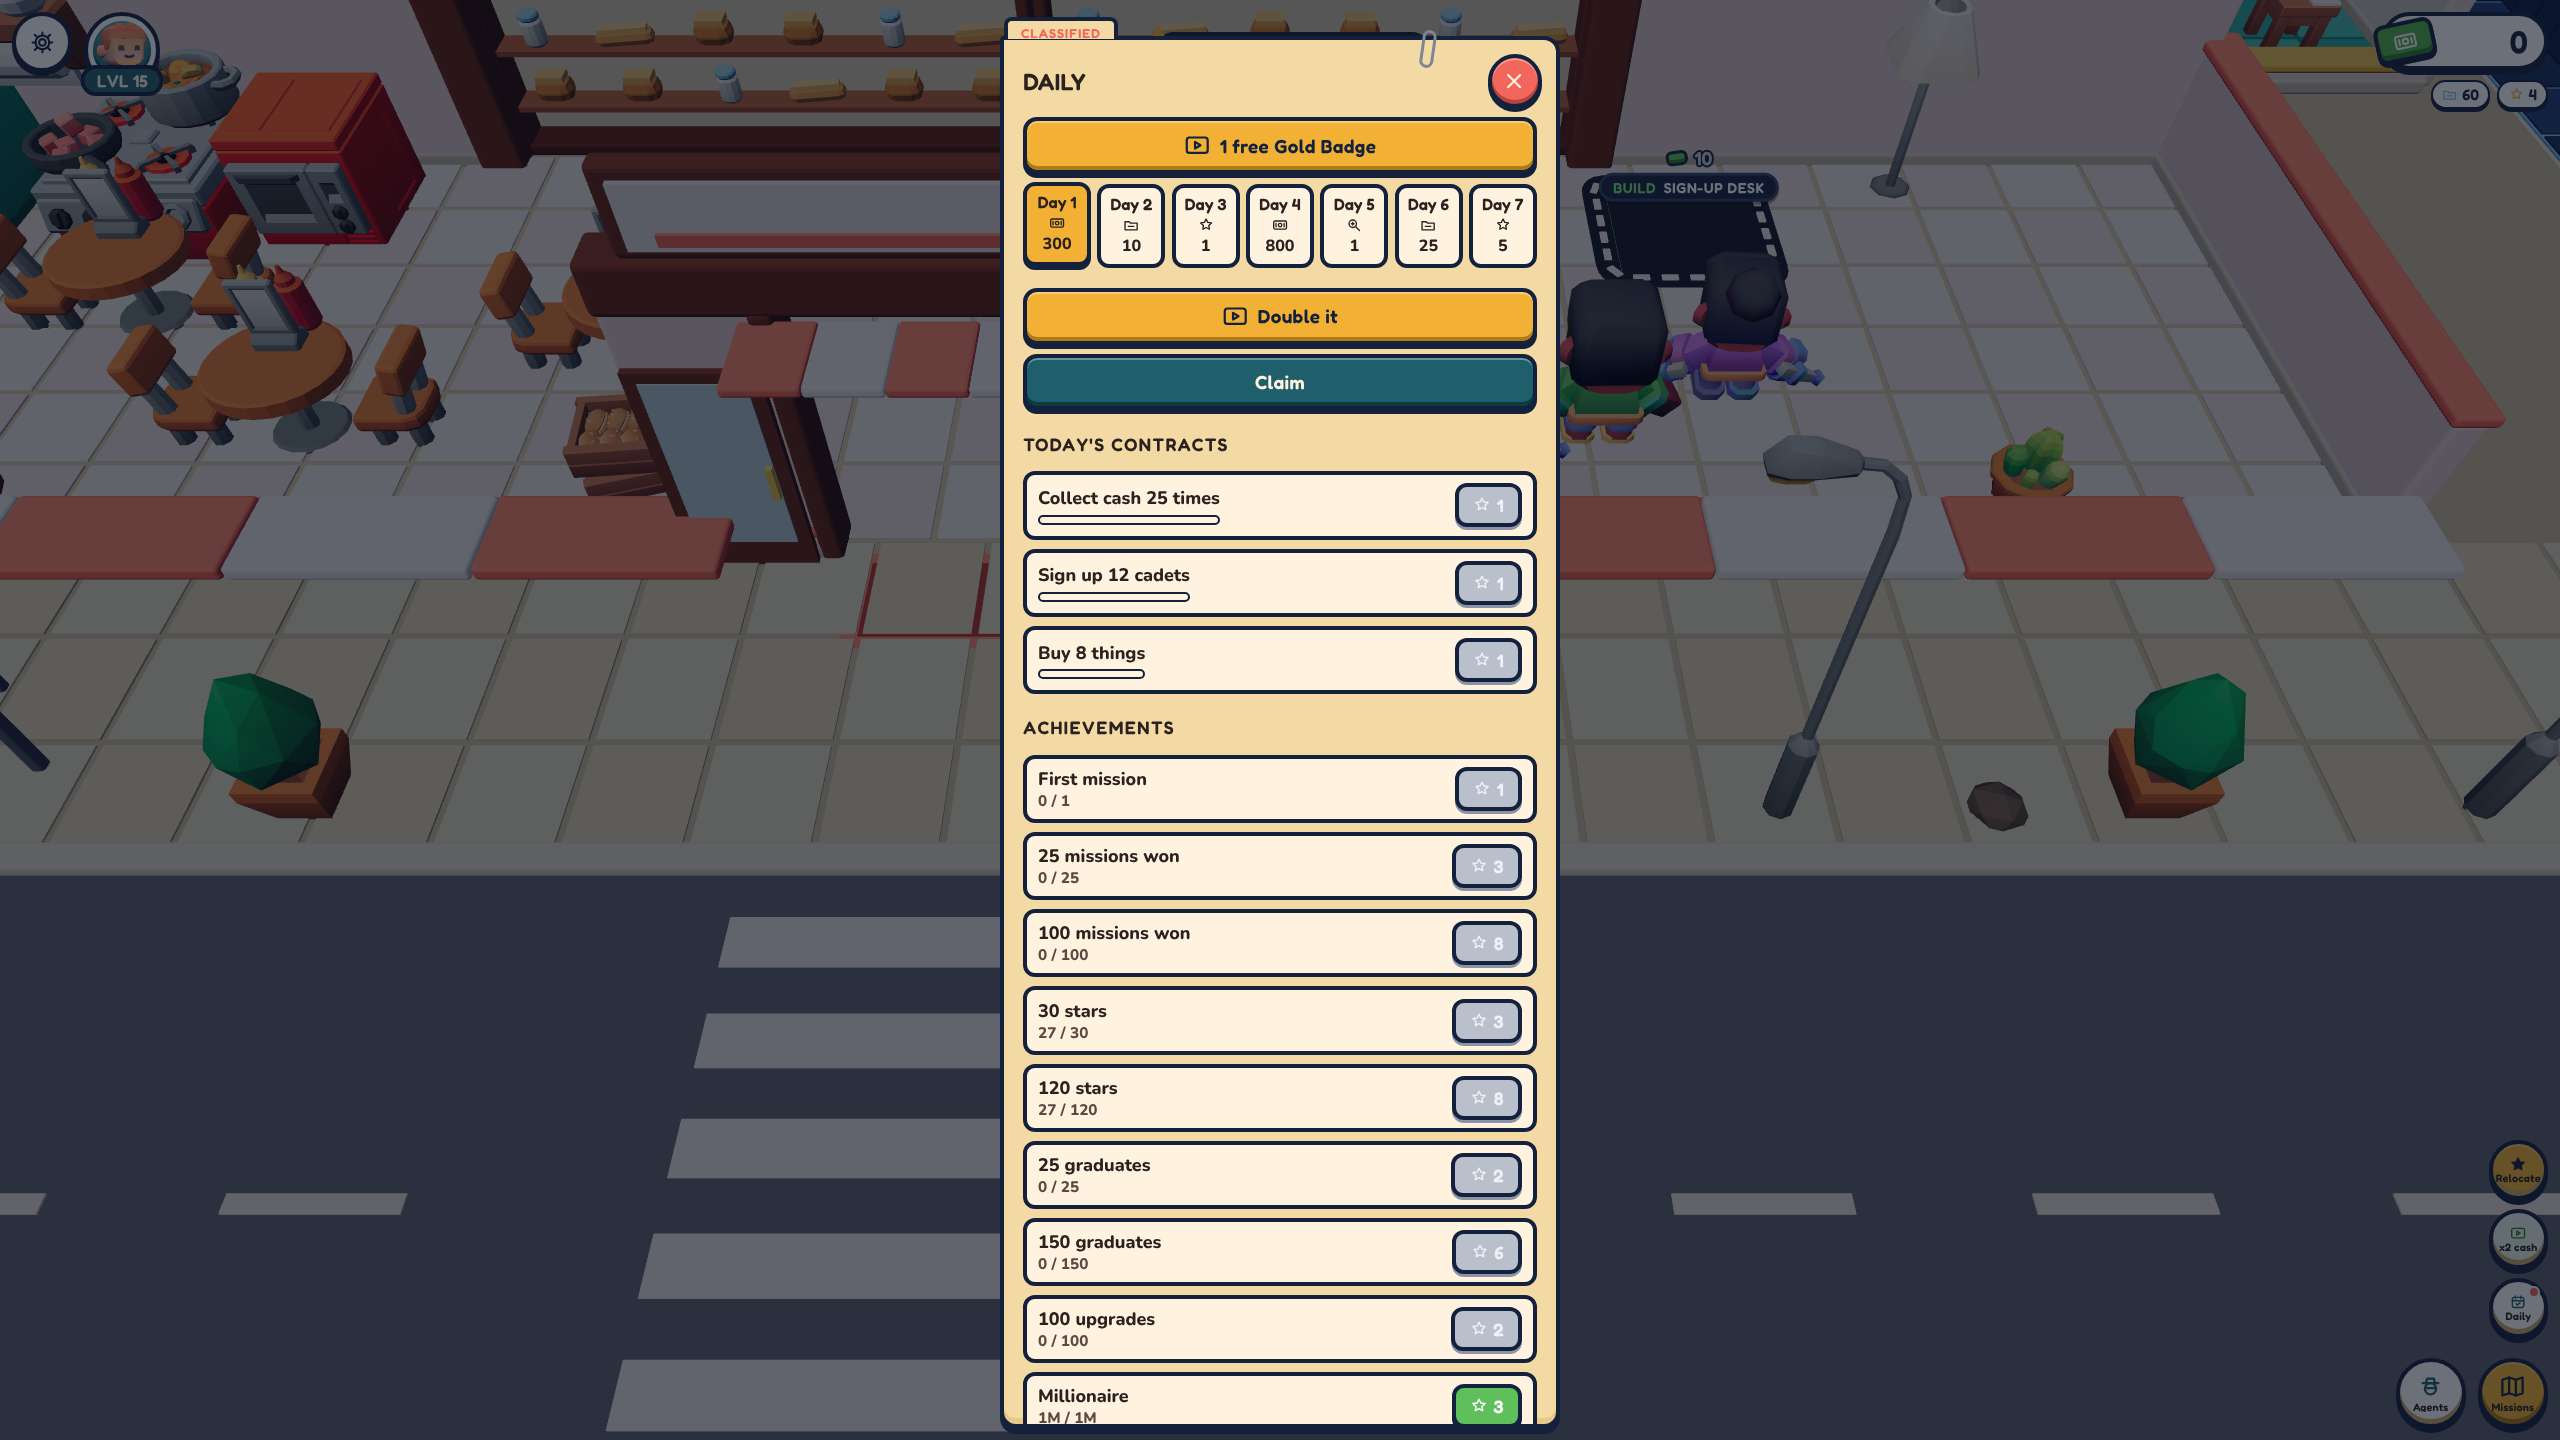 CLASSIFIED
LVL 15
0
60
4
DAILY
1 free Gold Badge
Day 1
300
Day 2
10
Day 3
1
Day 4
800
Day 5
1
Day 6
25
Day 7
5
Double it
Claim
10
BUILD SIGN-UP DESK
TODAY'S CONTRACTS
Collect cash 25 times
1
Sign up 12 cadets
1
Buy 8 things
1
ACHIEVEMENTS
First mission
0 / 1
1
25 missions won
0 / 25
3
100 missions won
0 / 100
8
30 stars
27 / 30
3
120 stars
27 / 120
8
25 graduates
0 / 25
2
150 graduates
0 / 150
6
100 upgrades
0 / 100
2
Millionaire
1M / 1M
3
Relocate
x2 cash
Daily
Agents
Missions